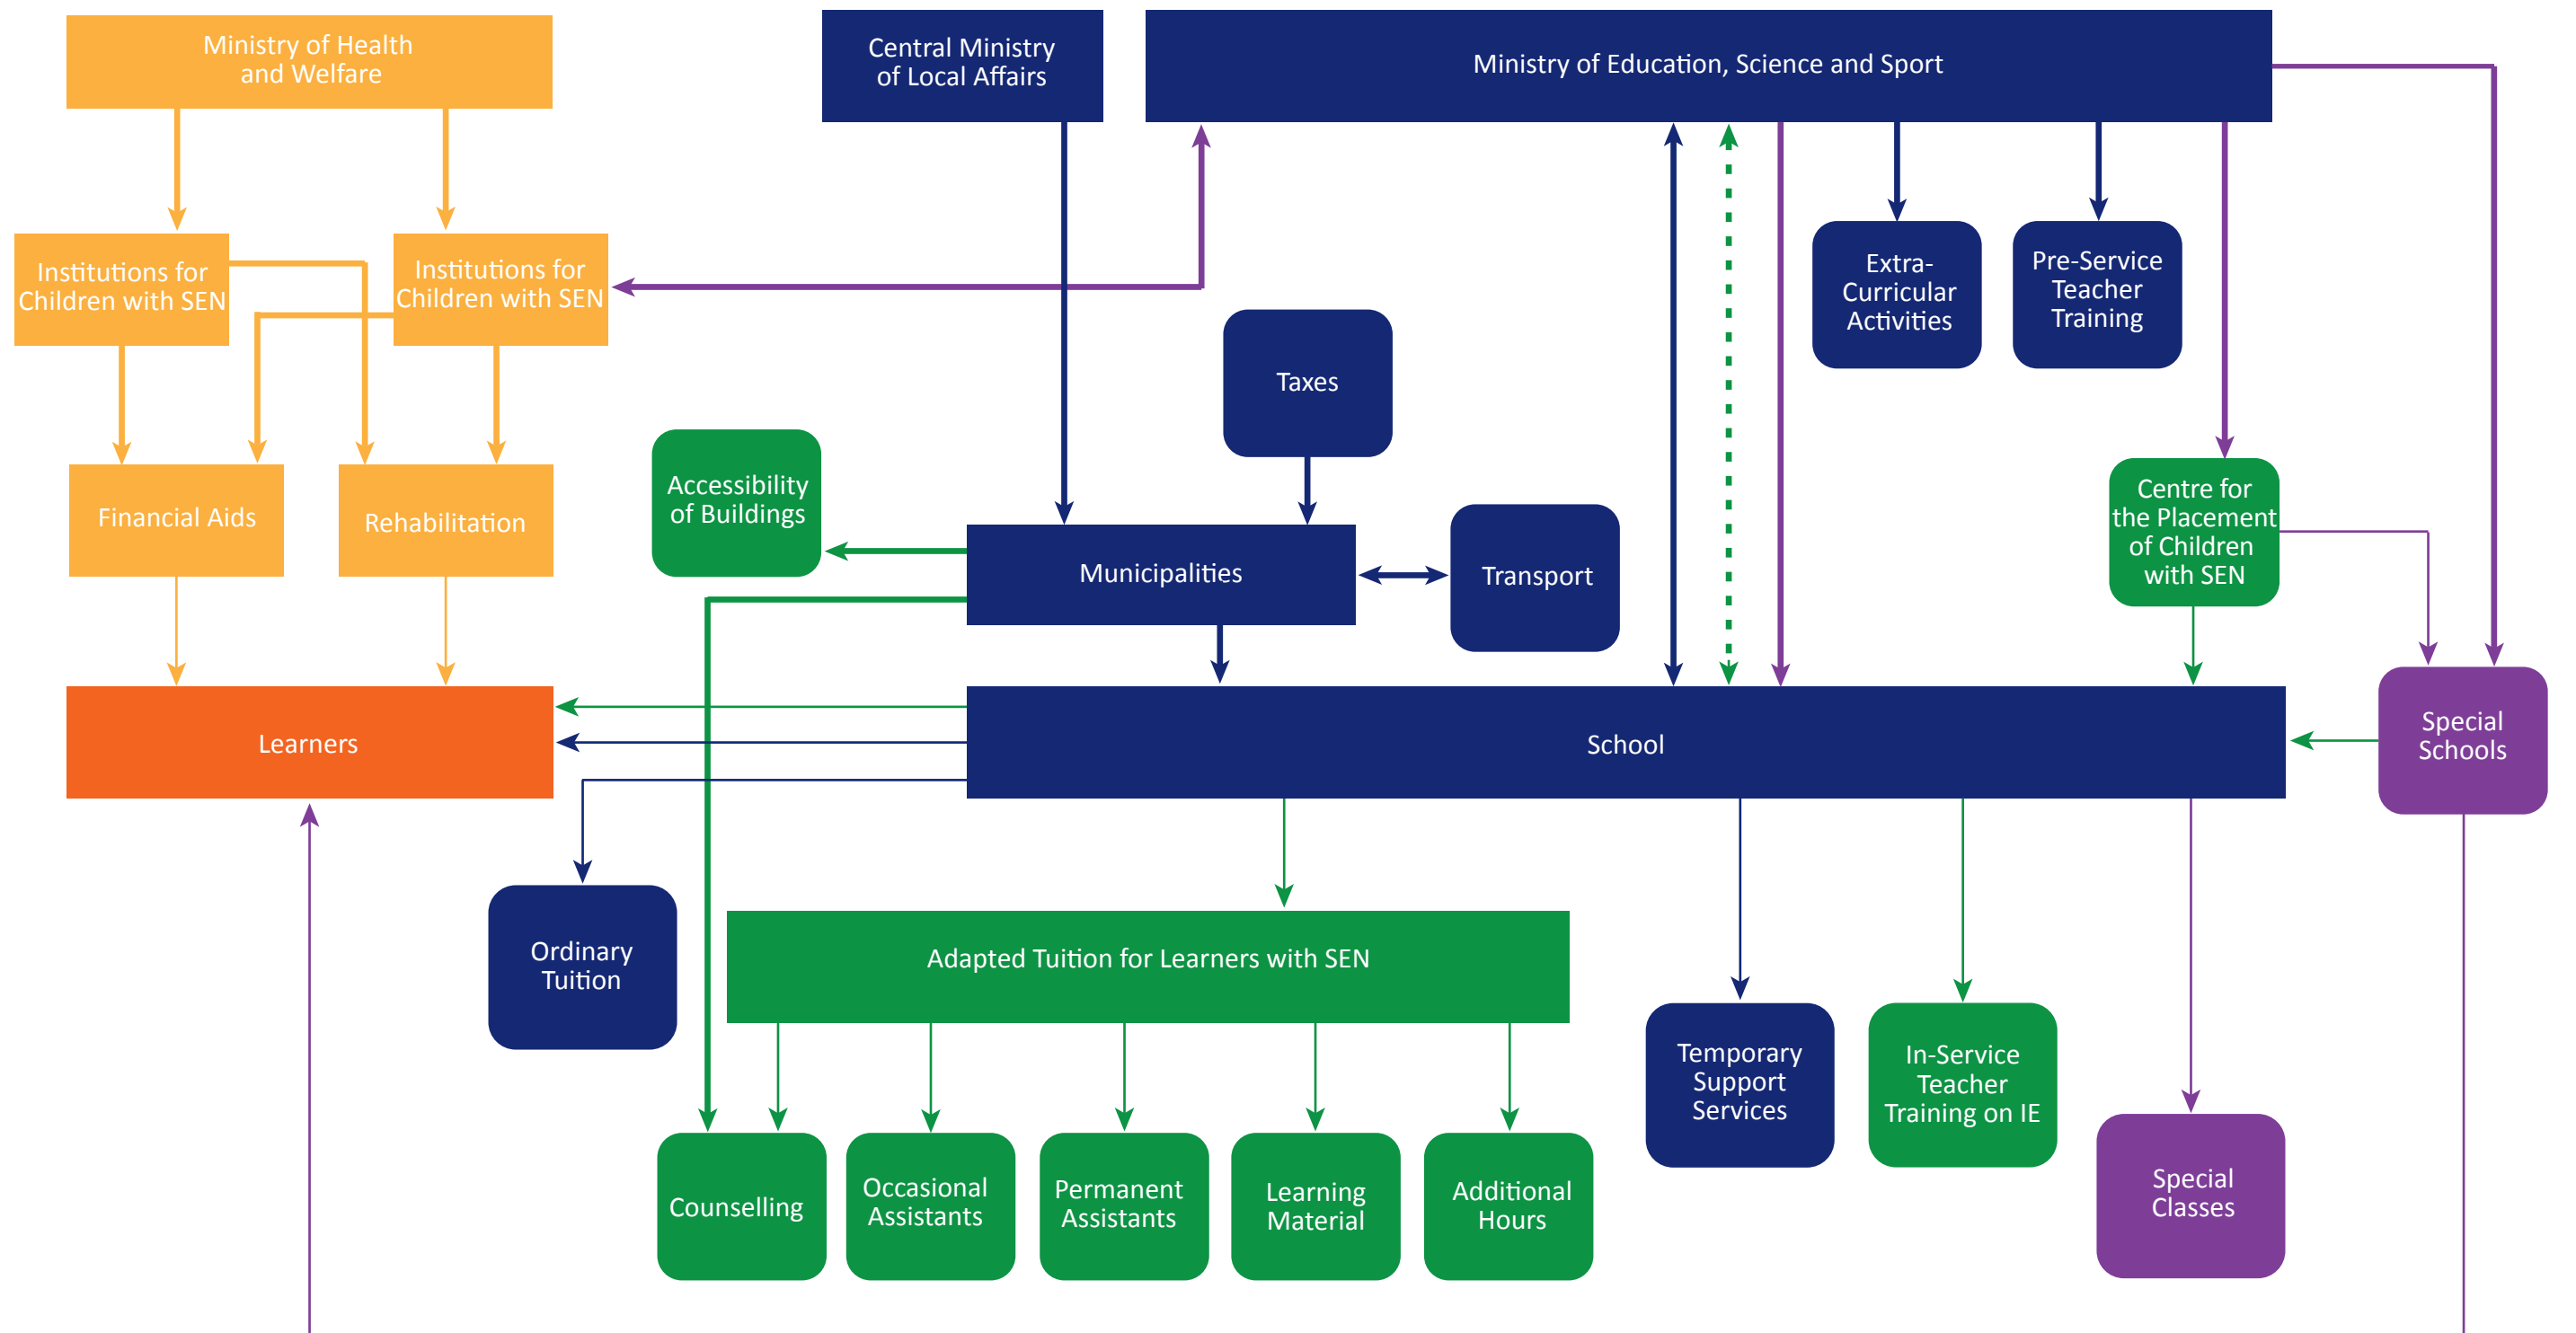 Ministry of Health
and Welfare
Central Ministry
of Local Affairs
Ministry of Education, Science and Sport
Institutions for
Children with SEN
Institutions for
Children with SEN
Extra-
Curricular
Activities
Pre-Service
Teacher
Training
Taxes
Financial Aids
Rehabilitation
Accessibility
of Buildings
Municipalities
Transport
Centre for
the Placement
of Children
with SEN
Learners
School
Special
Schools
Ordinary
Tuition
Adapted Tuition for Learners with SEN
Temporary
Support
Services
In-Service
Teacher
Training on IE
Counselling
Occasional
Assistants
Permanent
Assistants
Learning
Material
Additional
Hours
Special
Classes